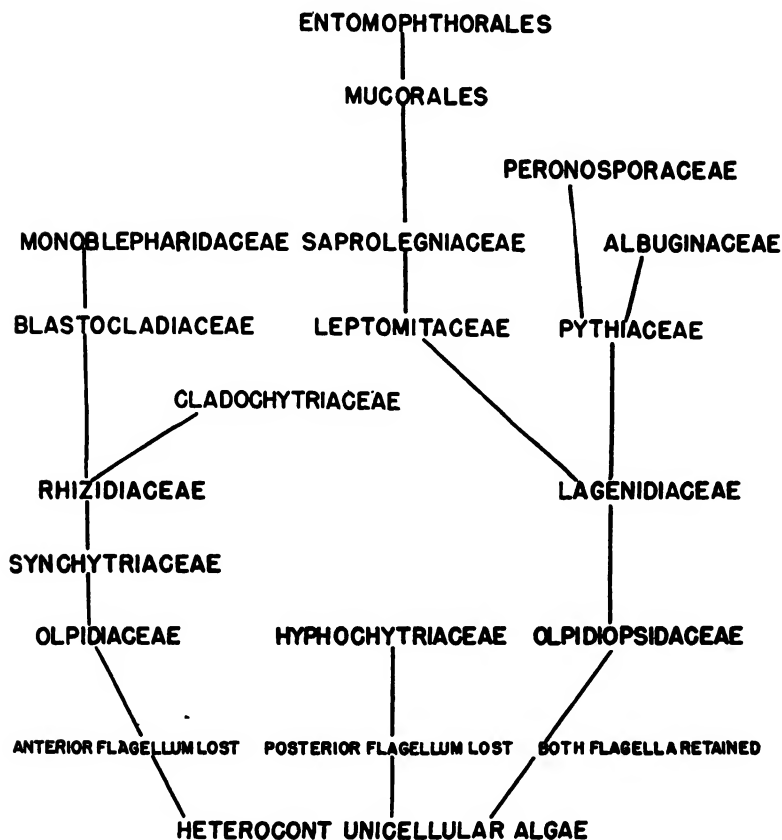 ENTOMOPHTHORALES
MUCORALES
PERONOSPORACEAE
MONOBLEPHARIDACEAE SAPROLEGNIACEAE ALBUGINACEAE
BLASTOCLADIACEAE LEPTOMITACEAE PYTHIACEAE
CLADOCHYTRIACEAE
RHIZIDIACEAE LAGENIDIACEAE
SYNCHYTRIACEAE
OLPIDIACEAE HYPHOCHYTRIACEAE OLPIDIOPSIDACEAE
ANTERIOR FLAGELLUM LOST POSTERIOR FLAGELLUM LOST BOTH FLAGELLA RETAINED
HETEROCONT UNICELLULAR ALGAE